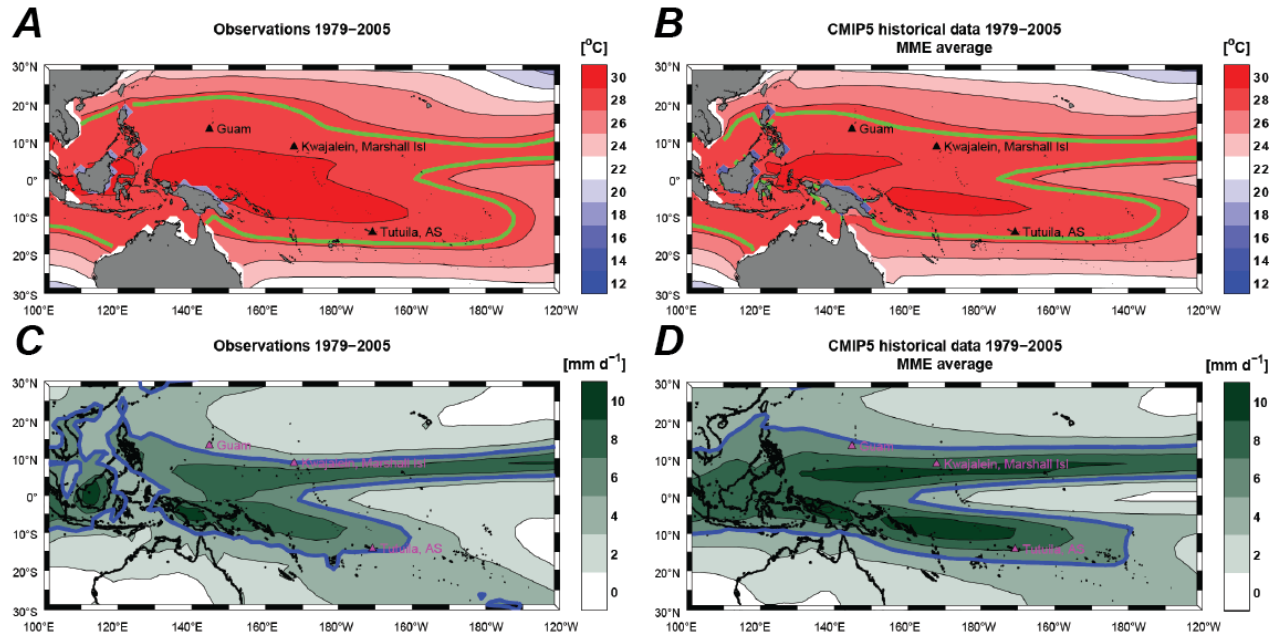 A
Observations 1979−2005
[°C]
30°N
20°N
10°N
0°
10°S
20°S
30°S
100°E
120°E
140°E
160°E
180°
160°W
140°W
120°W
Guam
Kwajalein, Marshall Isl
Tutuila, AS
30
28
26
24
22
20
18
16
14
12
B
CMIP5 historical data 1979−2005
MME average
[°C]
30°N
20°N
10°N
0°
10°S
20°S
30°S
100°E
120°E
140°E
160°E
180°
160°W
140°W
120°W
Guam
Kwajalein, Marshall Isl
Tutuila, AS
30
28
26
24
22
20
18
16
14
12
C
Observations 1979−2005
[mm d⁻¹]
30°N
20°N
10°N
0°
10°S
20°S
30°S
100°E
120°E
140°E
160°E
180°
160°W
140°W
120°W
Guam
Kwajalein, Marshall Isl
Tutuila, AS
10
8
6
4
2
0
D
CMIP5 historical data 1979−2005
MME average
[mm d⁻¹]
30°N
20°N
10°N
0°
10°S
20°S
30°S
100°E
120°E
140°E
160°E
180°
160°W
140°W
120°W
Guam
Kwajalein, Marshall Isl
Tutuila, AS
10
8
6
4
2
0